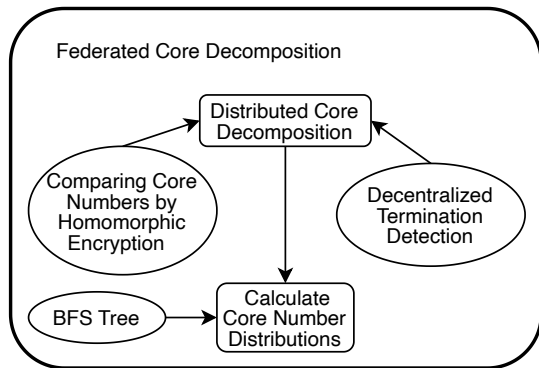 Federated Core Decomposition
Distributed Core
Decomposition
Comparing Core
Numbers by
Homomorphic
Encryption
Decentralized
Termination
Detection
BFS Tree
Calculate
Core Number
Distributions